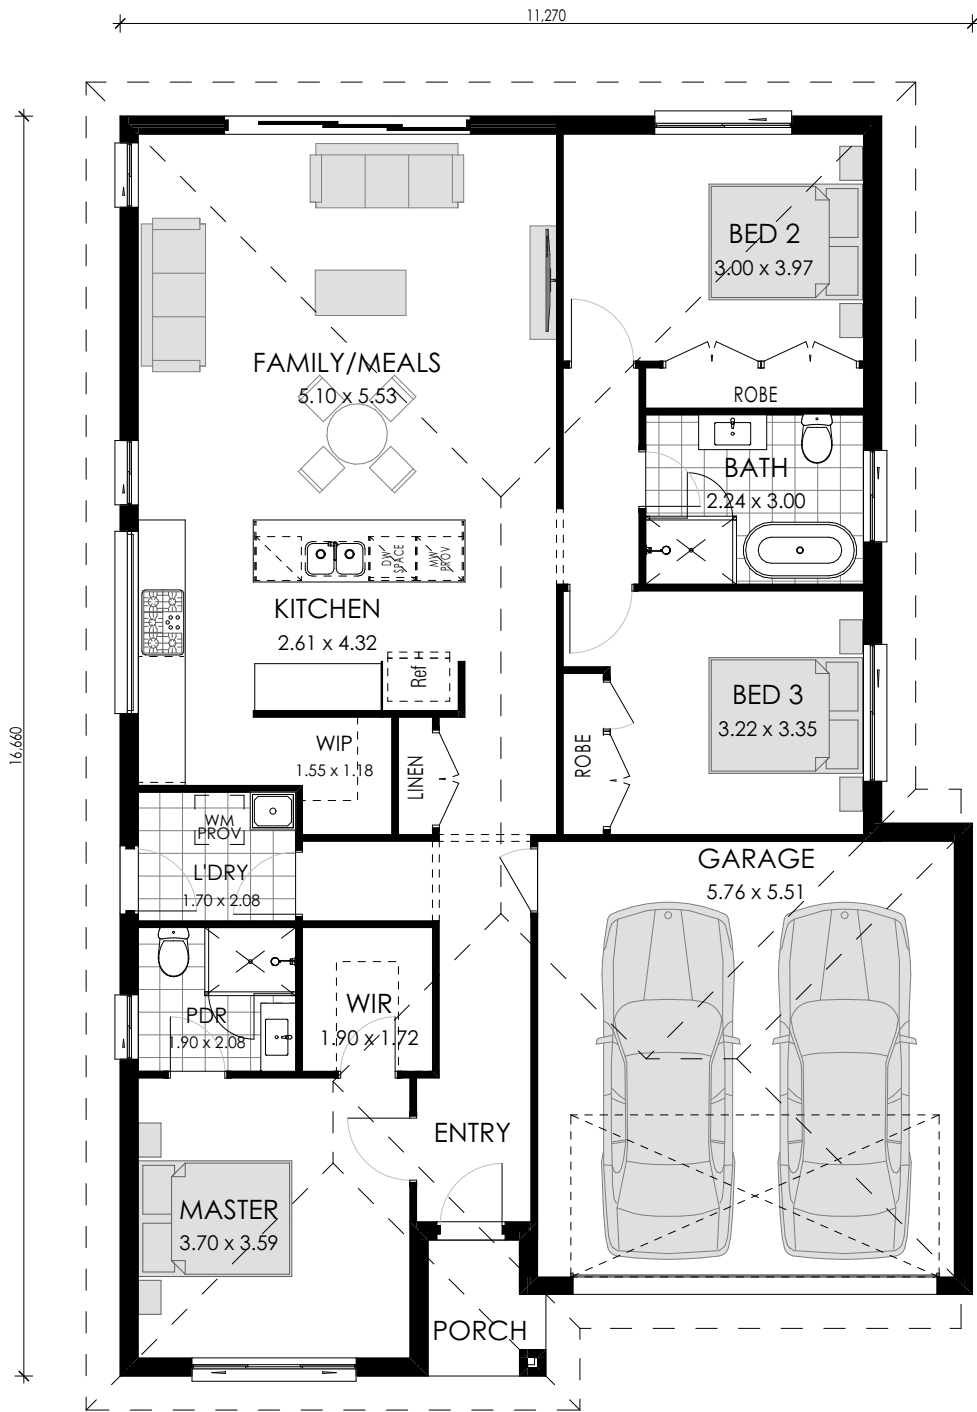 11,270
16,660
BED 2
3.00 x 3.97
FAMILY/MEALS
5.10 x 5.53
ROBE
BATH
2.24 x 3.00
DW
SPACE
MW
PROV
KITCHEN
2.61 x 4.32
Ref
BED 3
3.22 x 3.35
ROBE
WIP
1.55 x 1.18
LINEN
WM
PROV
L'DRY
1.70 x 2.08
GARAGE
5.76 x 5.51
PDR
1.90 x 2.08
WIR
1.90 x 1.72
ENTRY
MASTER
3.70 x 3.59
PORCH